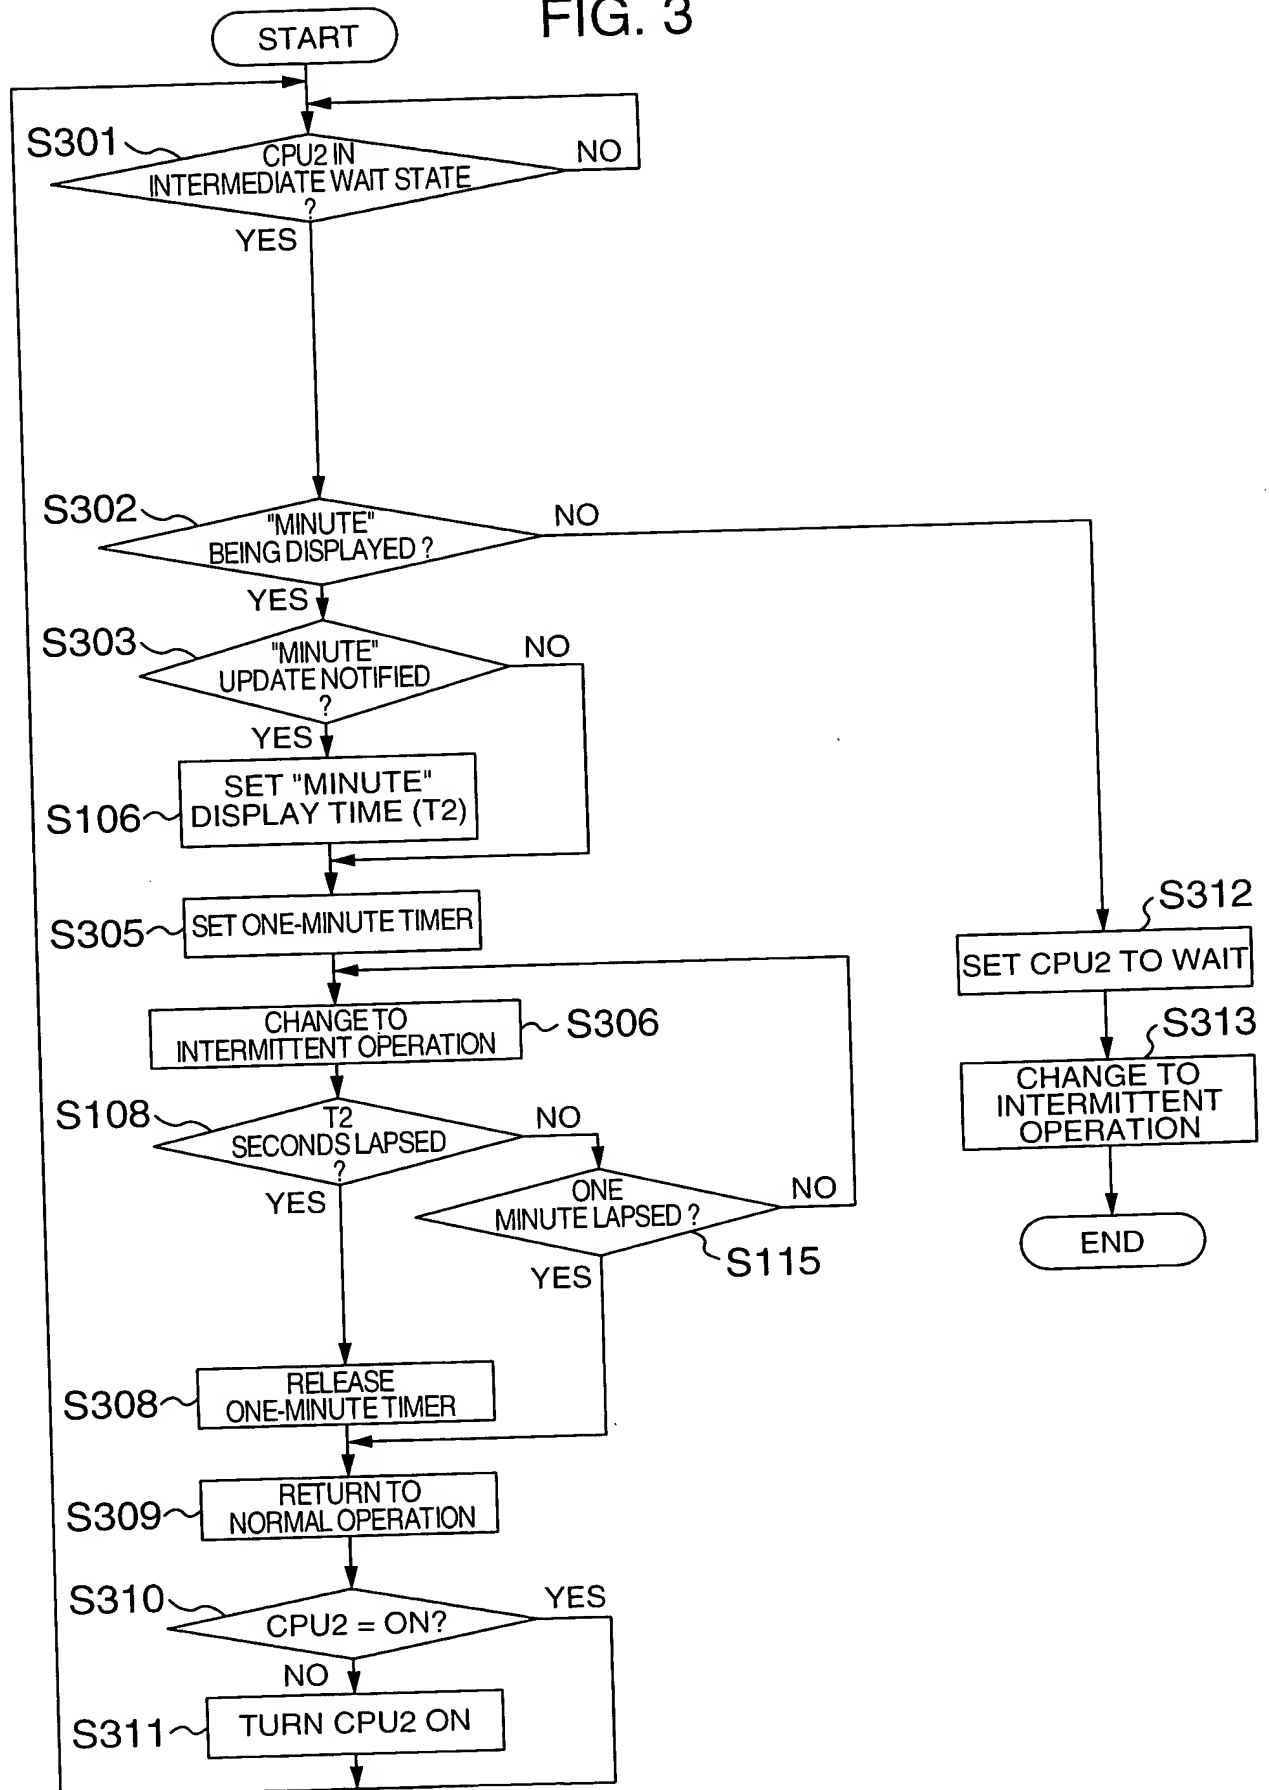 FIG. 3
START
S301
CPU2 IN
INTERMEDIATE WAIT STATE
?
NO
YES
S302
"MINUTE"
BEING DISPLAYED ?
NO
YES
S303
"MINUTE"
UPDATE NOTIFIED
?
NO
YES
S106
SET "MINUTE"
DISPLAY TIME (T2)
S305
SET ONE-MINUTE TIMER
S312
SET CPU2 TO WAIT
CHANGE TO
INTERMITTENT OPERATION
S306
S313
CHANGE TO
INTERMITTENT
OPERATION
S108
T2
SECONDS LAPSED
?
NO
YES
ONE
MINUTE LAPSED ?
NO
S115
YES
END
S308
RELEASE
ONE-MINUTE TIMER
S309
RETURN TO
NORMAL OPERATION
S310
CPU2 = ON?
YES
NO
S311
TURN CPU2 ON